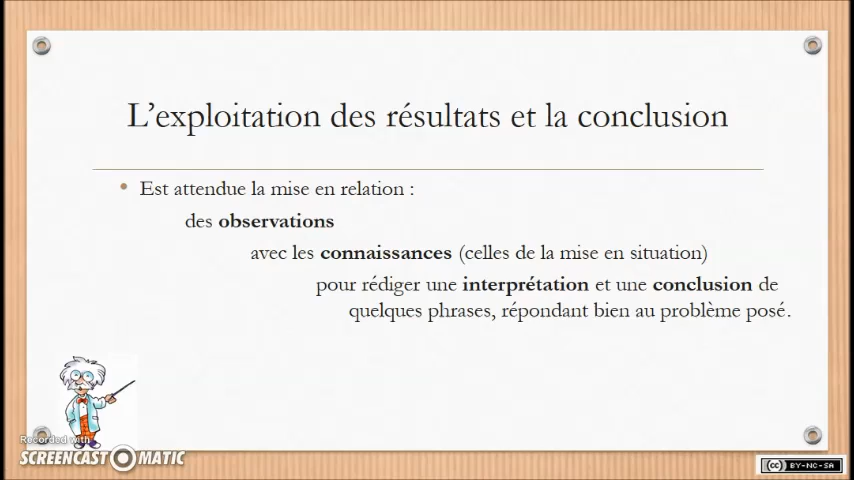 L'exploitation des résultats et la conclusion
• Est attendue la mise en relation :
des observations
avec les connaissances (celles de la mise en situation)
pour rédiger une interprétation et une conclusion de
quelques phrases, répondant bien au problème posé.
Recorded with
SCREENCAST MATIC
cc BY-NC-SA